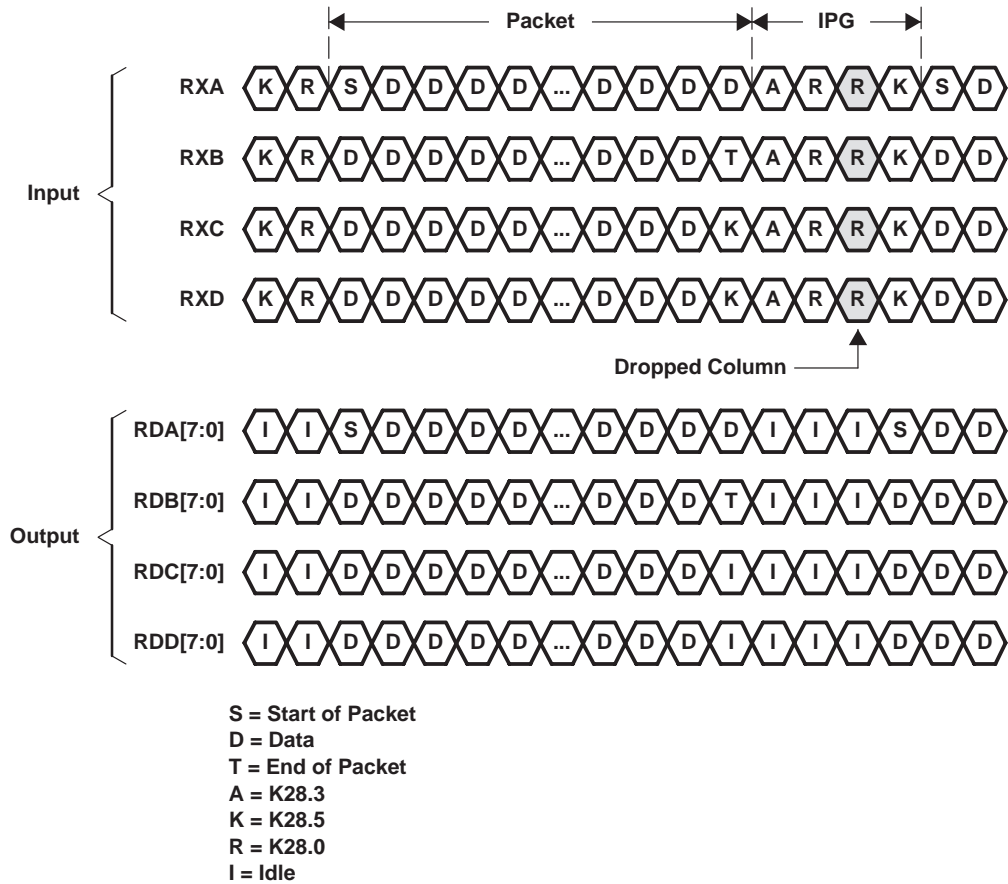 Packet IPG
RXA K R S D D D D ... D D D D A R R K S D
RXB K R D D D D D ... D D D T A R R K D D
Input
RXC K R D D D D D ... D D D K A R R K D D
RXD K R D D D D D ... D D D K A R R K D D
Dropped Column
RDA[7:0] I I S D D D D ... D D D D I I I S D D
RDB[7:0] I I D D D D D ... D D D T I I I D D D
Output
RDC[7:0] I I D D D D D ... D D D I I I I D D D
RDD[7:0] I I D D D D D ... D D D I I I I D D D
S = Start of Packet
D = Data
T = End of Packet
A = K28.3
K = K28.5
R = K28.0
I = Idle